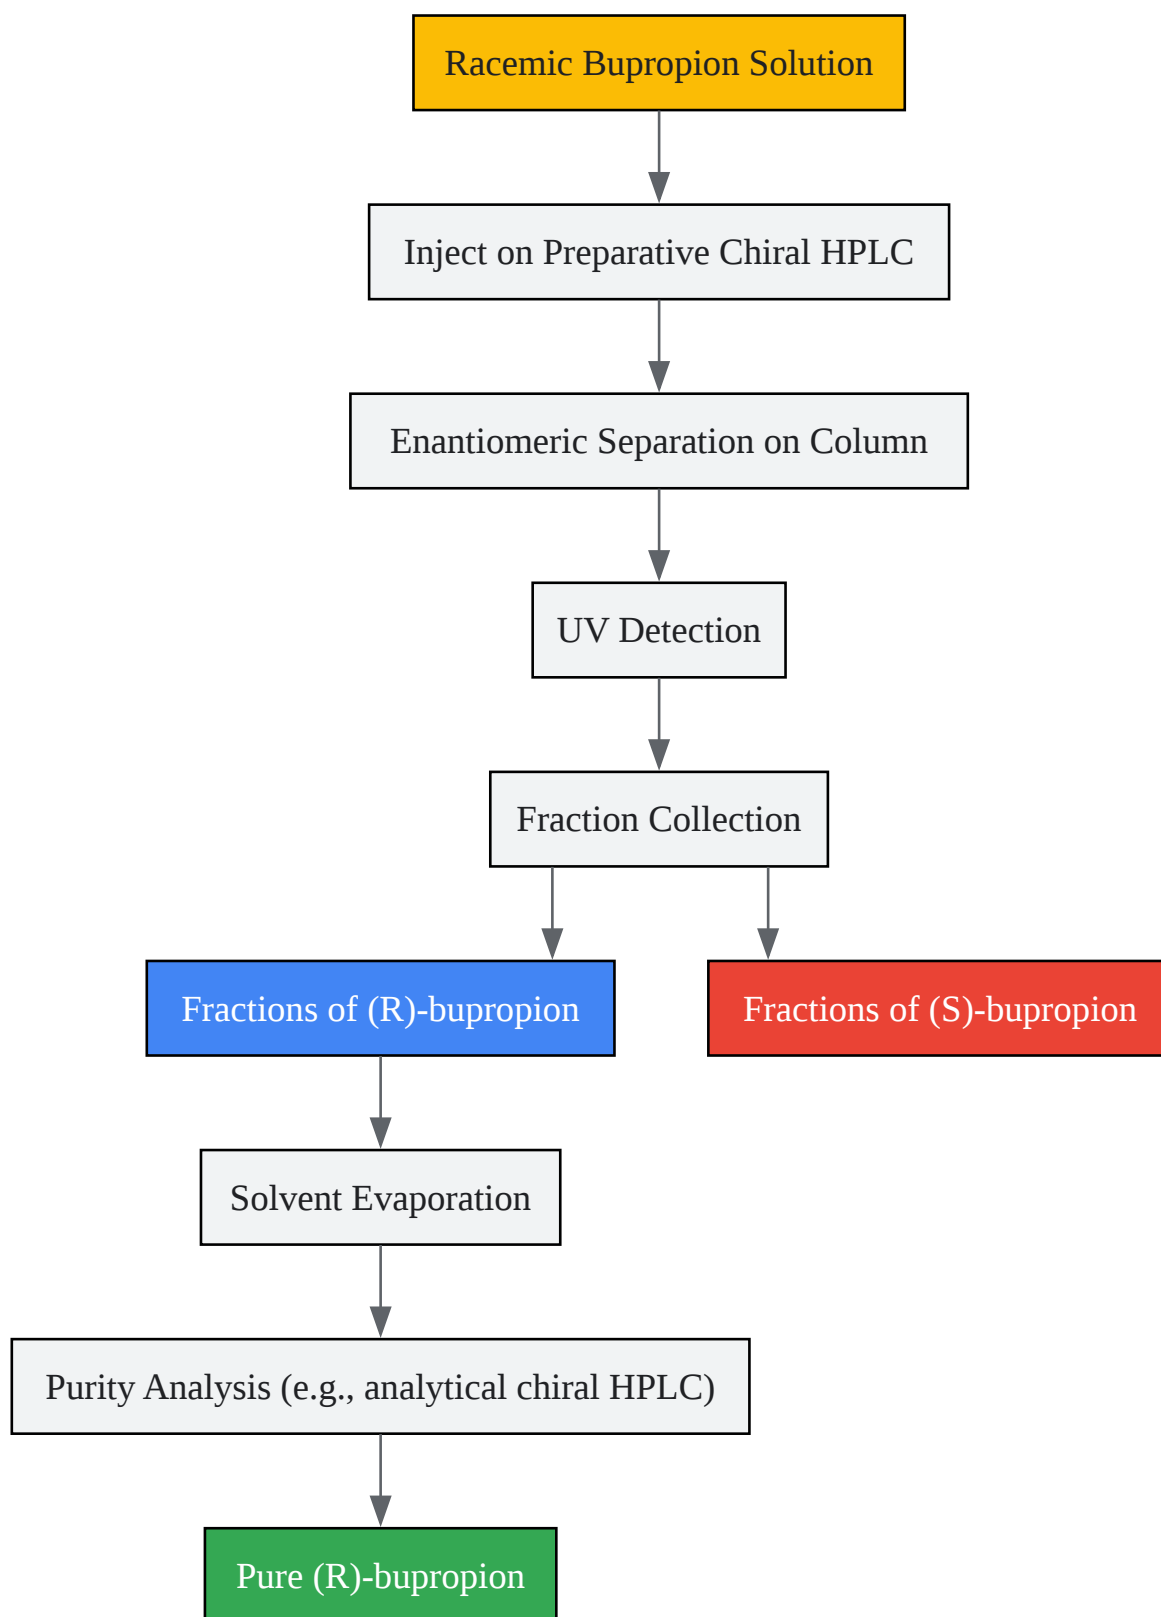 Racemic Bupropion Solution
Inject on Preparative Chiral HPLC
Enantiomeric Separation on Column
UV Detection
Fraction Collection
Fractions of (R)-bupropion
Fractions of (S)-bupropion
Solvent Evaporation
Purity Analysis (e.g., analytical chiral HPLC)
Pure (R)-bupropion